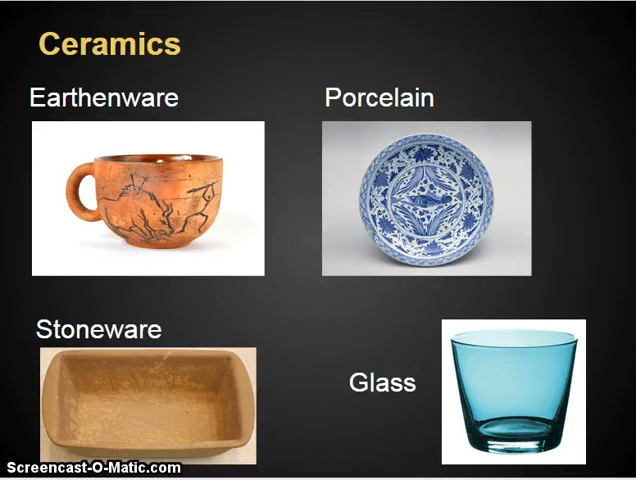 Ceramics
Earthenware
Porcelain
Stoneware
Glass
Screencast-O-Matic.com